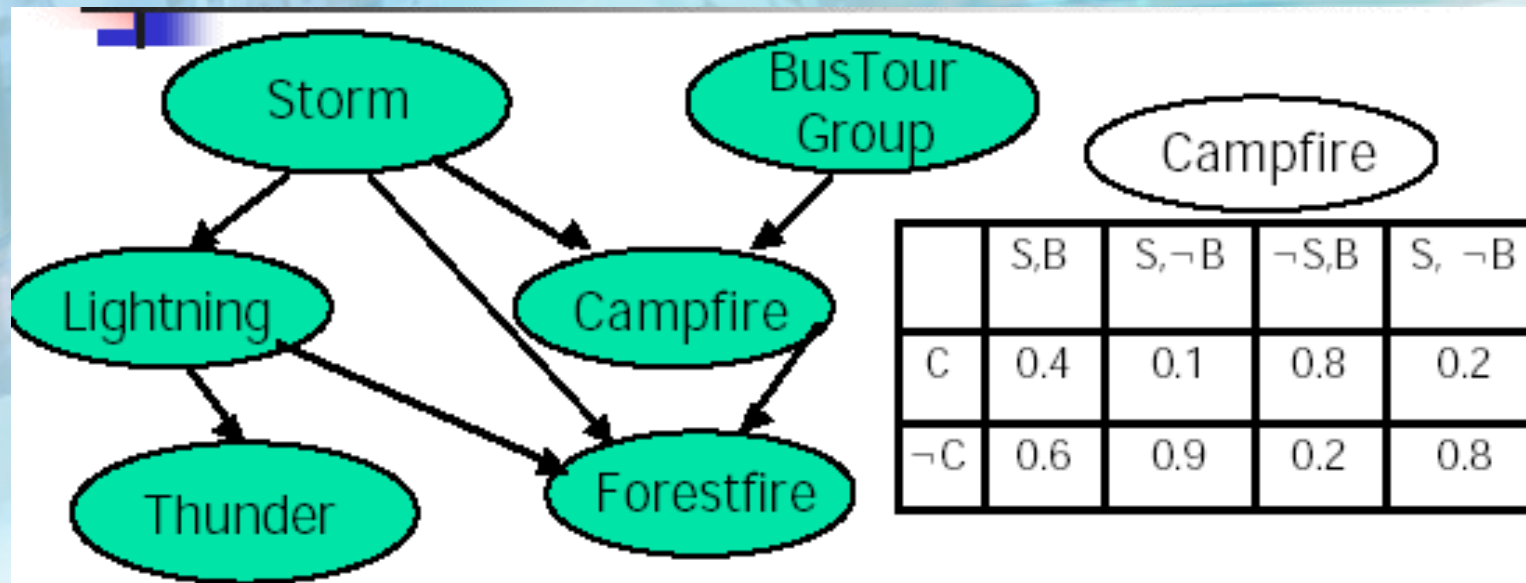 Storm
BusTour
Group
Campfire
Lightning
Campfire
Thunder
Forestfire
S,B S,¬B ¬S,B S, ¬B
C 0.4 0.1 0.8 0.2
¬C 0.6 0.9 0.2 0.8